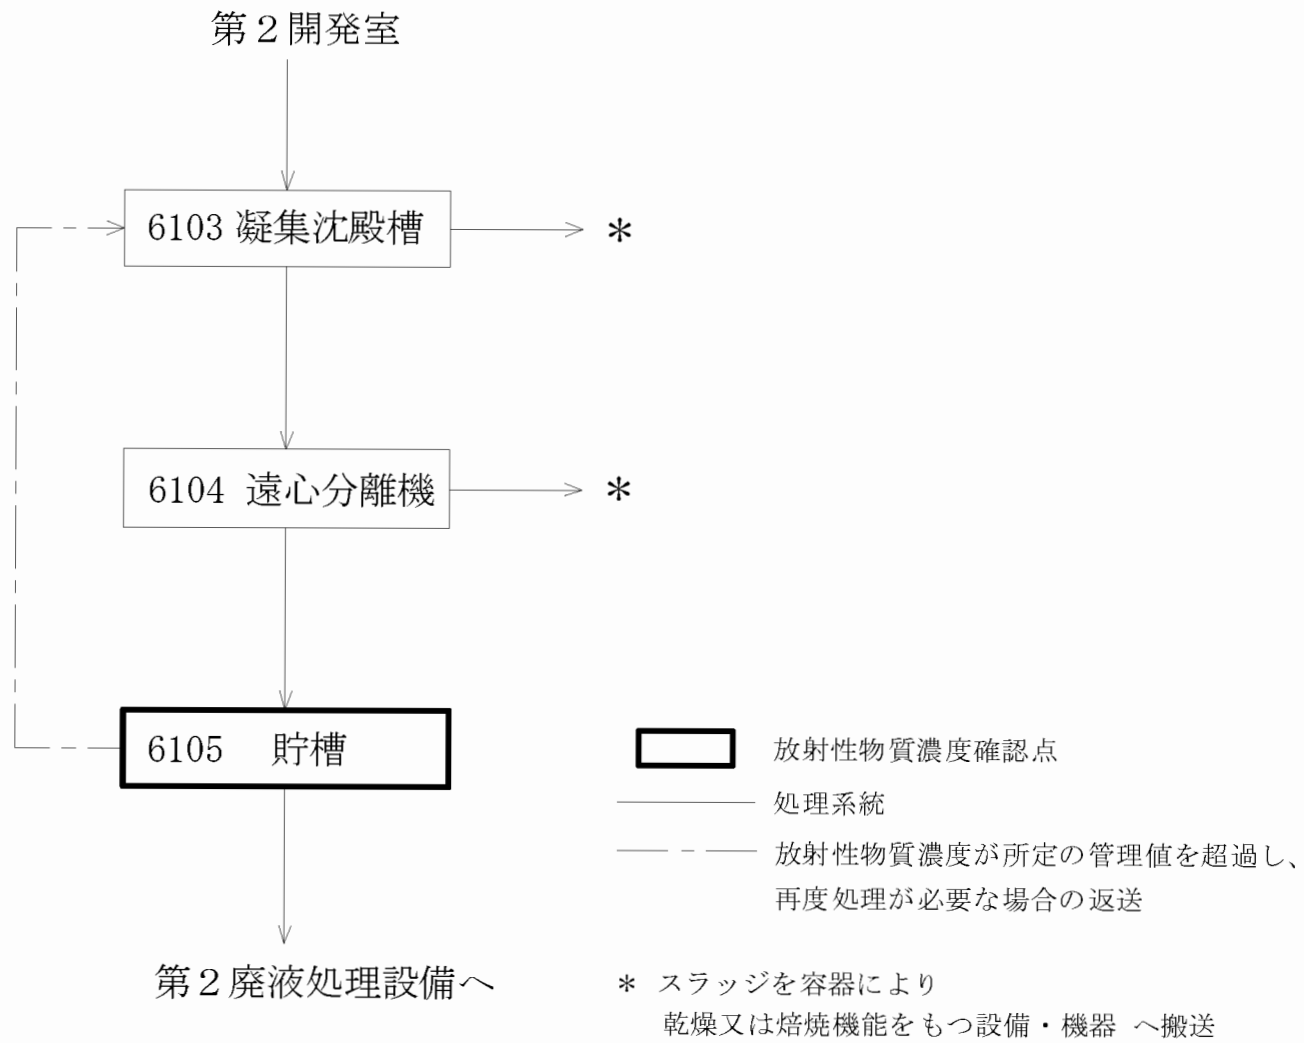 第２開発室
6103 凝集沈殿槽
*
6104 遠心分離機
*
6105 貯槽
第２廃液処理設備へ
放射性物質濃度確認点
処理系統
放射性物質濃度が所定の管理値を超過し、
再度処理が必要な場合の返送
* スラッジを容器により
乾燥又は焙焼機能をもつ設備・機器 へ搬送